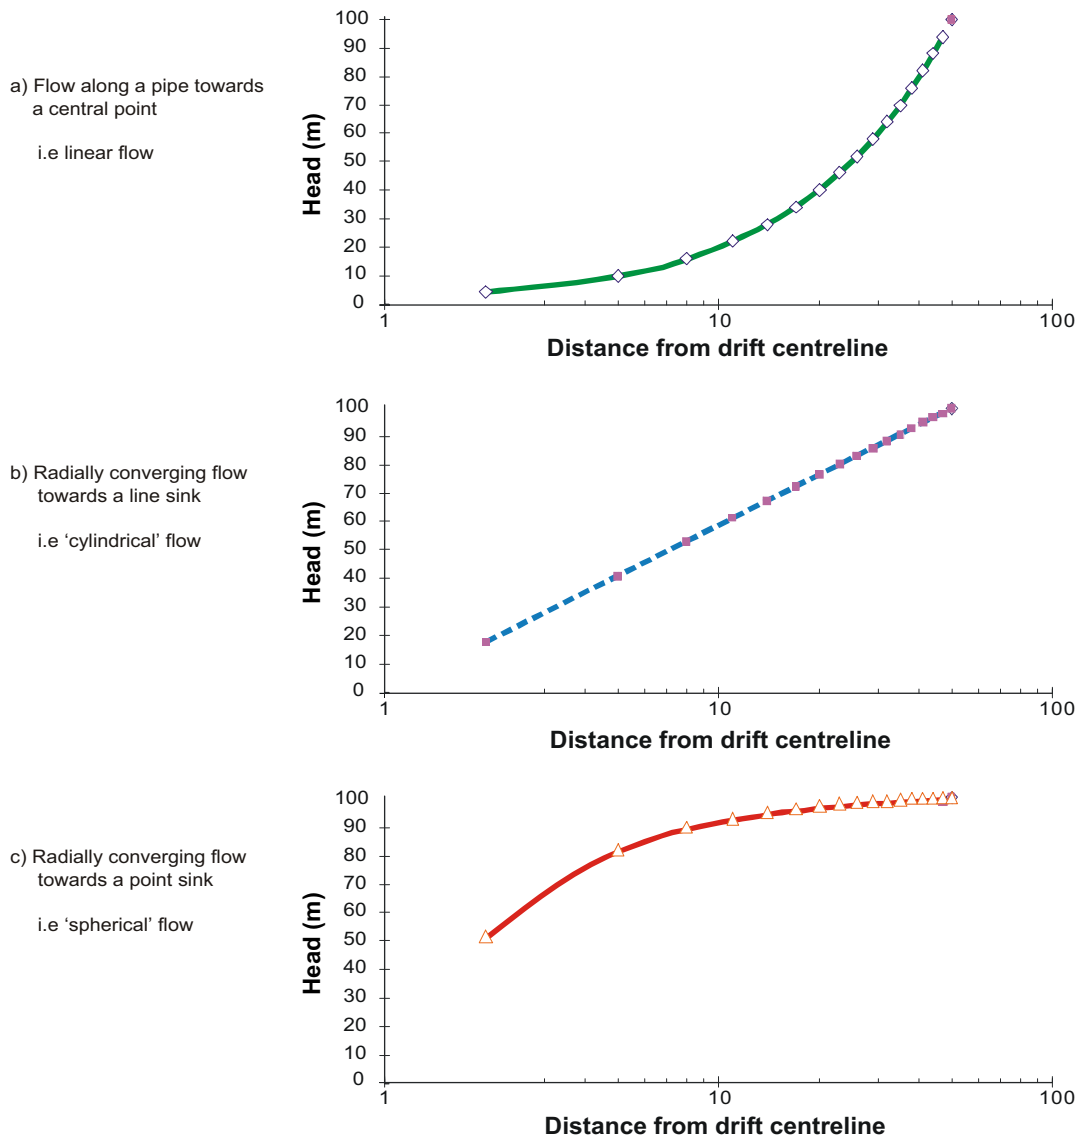 a) Flow along a pipe towards
a central point
i.e linear flow
Head (m)
100
90
80
70
60
50
40
30
20
10
0
1
10
100
Distance from drift centreline
b) Radially converging flow
towards a line sink
i.e ‘cylindrical’ flow
Head (m)
100
90
80
70
60
50
40
30
20
10
0
1
10
100
Distance from drift centreline
c) Radially converging flow
towards a point sink
i.e ‘spherical’ flow
Head (m)
100
90
80
70
60
50
40
30
20
10
0
1
10
100
Distance from drift centreline